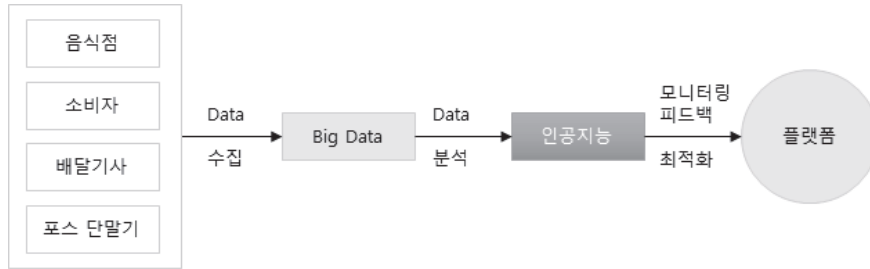 음식점
소비자
배달기사
포스 단말기
Data
수집
Big Data
Data
분석
인공지능
모니터링
피드백
최적화
플랫폼